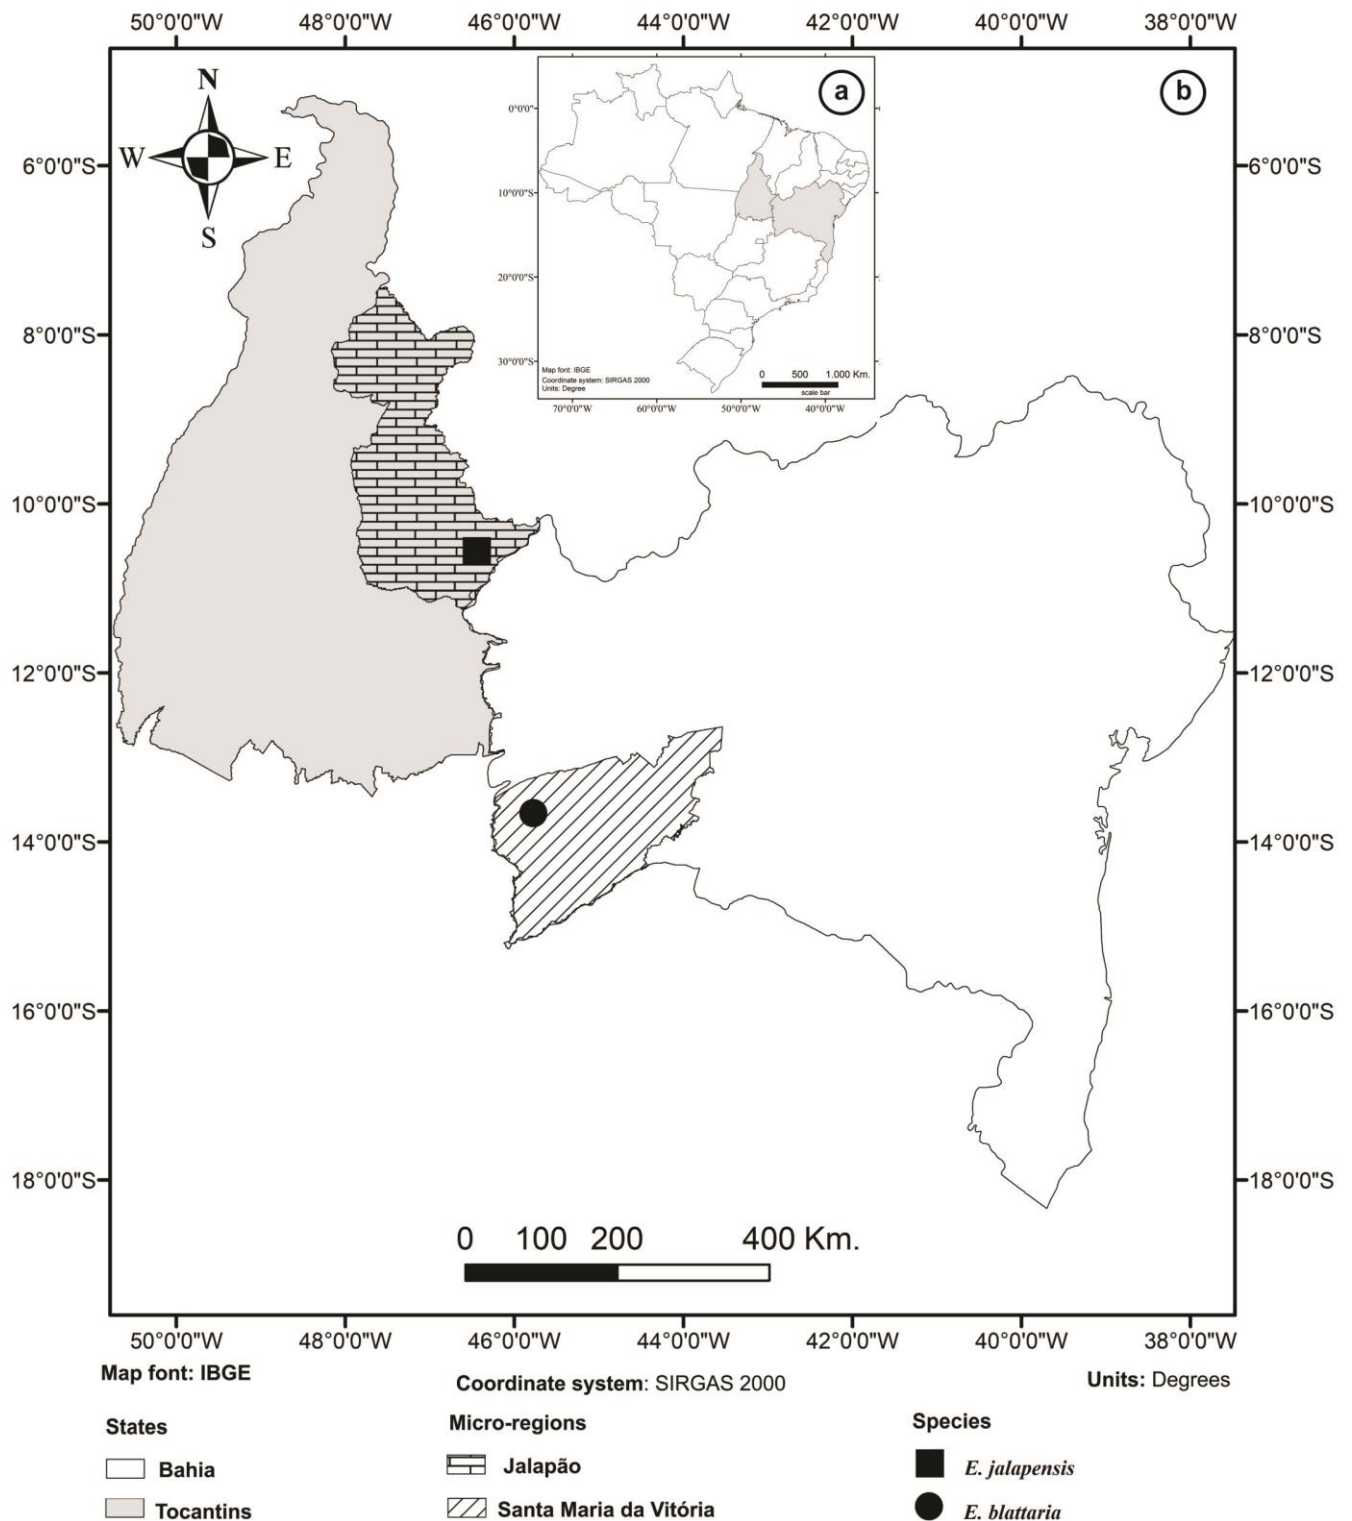 50°0'0"W 48°0'0"W 46°0'0"W 44°0'0"W 42°0'0"W 40°0'0"W 38°0'0"W
N
W E
S
a
b
0°0'0"
10°0'0"S
20°0'0"S
30°0'0"S
Map font: IBGE
Coordinate system: SIRGAS 2000
Units: Degree
0 500 1.000 Km.
scale bar
70°0'0"W 60°0'0"W 50°0'0"W 40°0'0"W
6°0'0"S 6°0'0"S
8°0'0"S 8°0'0"S
10°0'0"S 10°0'0"S
12°0'0"S 12°0'0"S
14°0'0"S 14°0'0"S
16°0'0"S 16°0'0"S
18°0'0"S 18°0'0"S
0 100 200 400 Km.
50°0'0"W 48°0'0"W 46°0'0"W 44°0'0"W 42°0'0"W 40°0'0"W 38°0'0"W
Map font: IBGE
Coordinate system: SIRGAS 2000
Units: Degrees
States
Bahia
Tocantins
Micro-regions
Jalapão
Santa Maria da Vitória
Species
E. jalapensis
E. blattaria